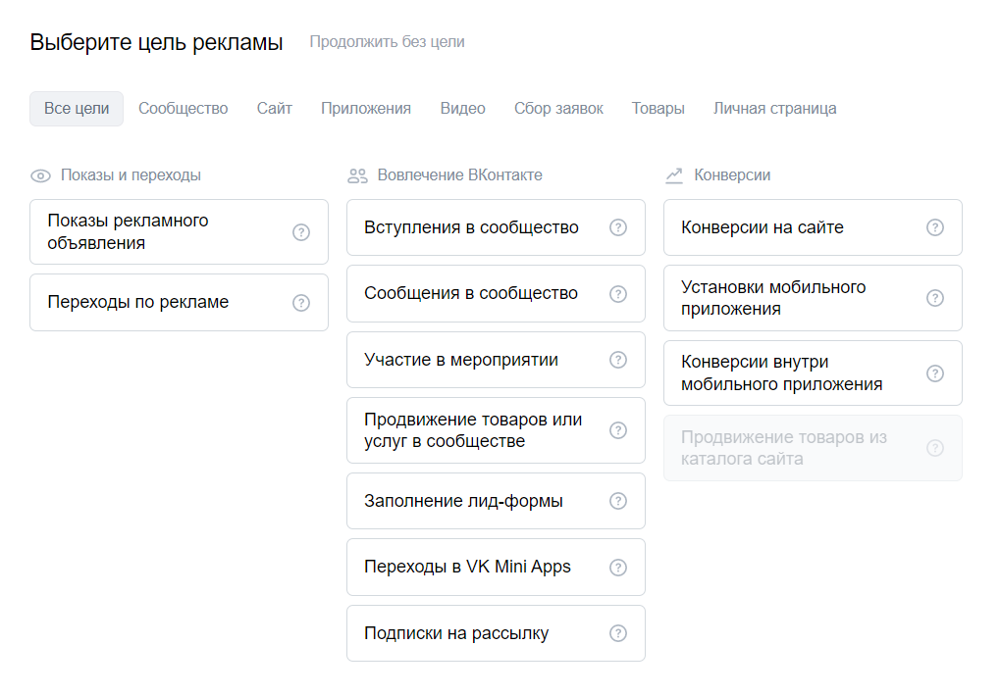 Выберите цель рекламы
Продолжить без цели
Все цели
Сообщество
Сайт
Приложения
Видео
Сбор заявок
Товары
Личная страница
Показы и переходы
Показы рекламного
объявления
Переходы по рекламе
Вовлечение ВКонтакте
Вступления в сообщество
Сообщения в сообщество
Участие в мероприятии
Продвижение товаров или
услуг в сообществе
Заполнение лид-формы
Переходы в VK Mini Apps
Подписки на рассылку
Конверсии
Конверсии на сайте
Установки мобильного
приложения
Конверсии внутри
мобильного приложения
Продвижение товаров из
каталога сайта